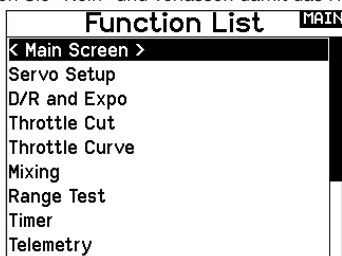 Function List MAIN
< Main Screen >
Servo Setup
D/R and Expo
Throttle Cut
Throttle Curve
Mixing
Range Test
Timer
Telemetry